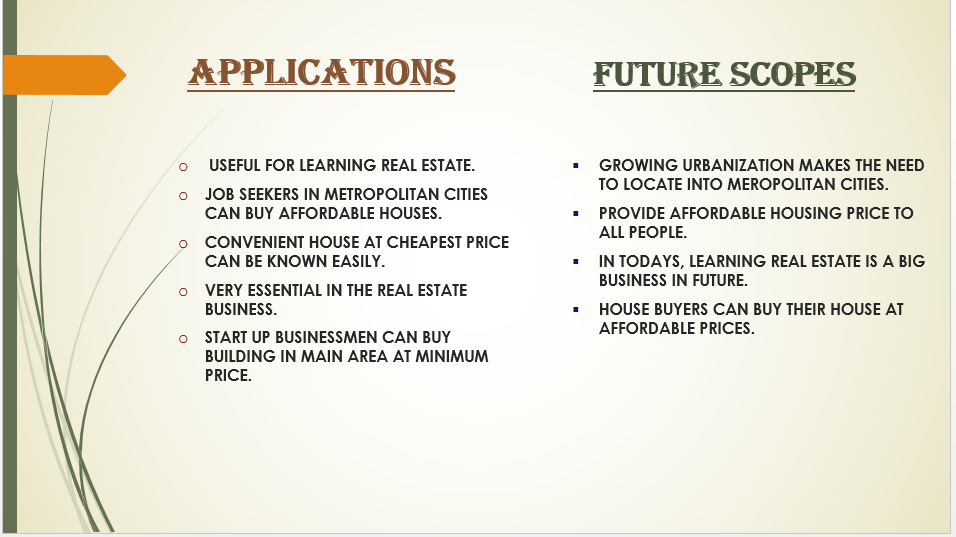 APPLICATIONS
USEFUL FOR LEARNING REAL ESTATE.
JOB SEEKERS IN METROPOLITAN CITIES
CAN BUY AFFORDABLE HOUSES.
CONVENIENT HOUSE AT CHEAPEST PRICE
CAN BE KNOWN EASILY.
VERY ESSENTIAL IN THE REAL ESTATE
BUSINESS.
START UP BUSINESSMEN CAN BUY
BUILDING IN MAIN AREA AT MINIMUM
PRICE.
FUTURE SCOPES
GROWING URBANIZATION MAKES THE NEED
TO LOCATE INTO MEROPOLITAN CITIES.
PROVIDE AFFORDABLE HOUSING PRICE TO
ALL PEOPLE.
IN TODAYS, LEARNING REAL ESTATE IS A BIG
BUSINESS IN FUTURE.
HOUSE BUYERS CAN BUY THEIR HOUSE AT
AFFORDABLE PRICES.